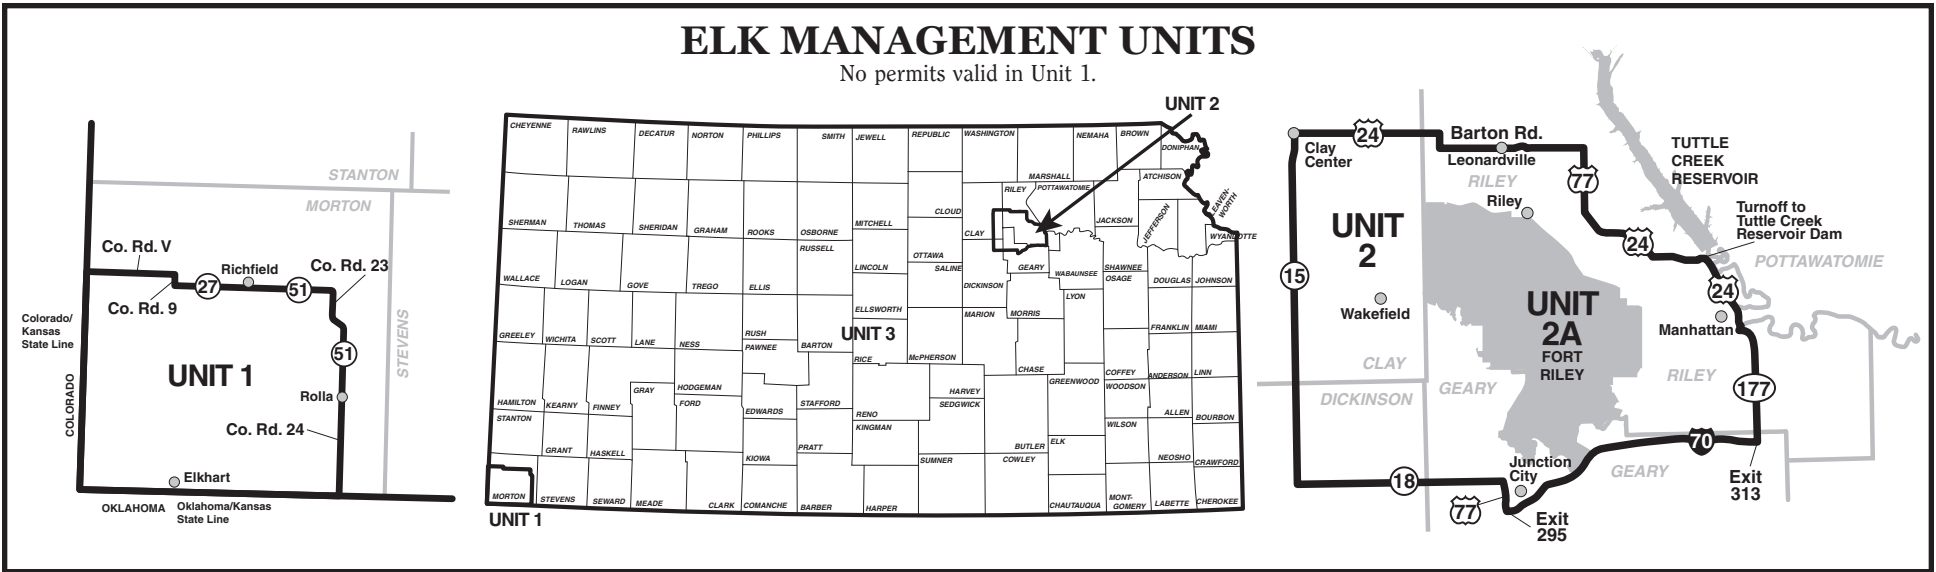 ELK MANAGEMENT UNITS
No permits valid in Unit 1.
STANTON
MORTON
Co. Rd. V
Richfield
Co. Rd. 23
27
51
Co. Rd. 9
Colorado/
Kansas
State Line
STEVENS
51
UNIT 1
COLORADO
Rolla
Co. Rd. 24
Elkhart
OKLAHOMA
Oklahoma/Kansas
State Line
UNIT 2
CHEYENNE
RAWLINS
DECATUR
NORTON
PHILLIPS
SMITH
JEWELL
REPUBLIC
WASHINGTON
NEMAHA
BROWN
DONIPHAN
MARSHALL
ATCHISON
RILEY
POTTAWATOMIE
LEAVEN-
WORTH
SHERMAN
THOMAS
SHERIDAN
GRAHAM
ROOKS
OSBORNE
MITCHELL
CLOUD
CLAY
JACKSON
JEFFERSON
WYANDOTTE
RUSSELL
OTTAWA
WALLACE
LOGAN
GOVE
TREGO
ELLIS
LINCOLN
SALINE
DICKINSON
GEARY
WABAUNSEE
SHAWNEE
OSAGE
DOUGLAS
JOHNSON
LYON
ELLSWORTH
MARION
MORRIS
GREELEY
WICHITA
SCOTT
LANE
NESS
RUSH
PAWNEE
BARTON
UNIT 3
FRANKLIN
MIAMI
RICE
McPHERSON
CHASE
COFFEY
ANDERSON
LINN
GREENWOOD
WOODSON
HAMILTON
KEARNY
FINNEY
GRAY
HODGEMAN
FORD
EDWARDS
STAFFORD
HARVEY
SEDGWICK
RENO
KINGMAN
ALLEN
BOURBON
STANTON
WILSON
GRANT
HASKELL
KIOWA
PRATT
BUTLER
ELK
SUMNER
COWLEY
NEOSHO
CRAWFORD
MORTON
STEVENS
SEWARD
MEADE
CLARK
COMANCHE
BARBER
HARPER
CHAUTAUQUA
MONT-
GOMERY
LABETTE
CHEROKEE
UNIT 1
24
Clay
Center
Barton Rd.
Leonardville
RILEY
Riley
77
TUTTLE
CREEK
RESERVOIR
Turnoff to
Tuttle Creek
Reservoir Dam
24
POTTAWATOMIE
UNIT
2
15
Wakefield
UNIT
2A
FORT
RILEY
24
Manhattan
CLAY
GEARY
RILEY
177
DICKINSON
70
GEARY
Junction
City
Exit
313
18
77
Exit
295